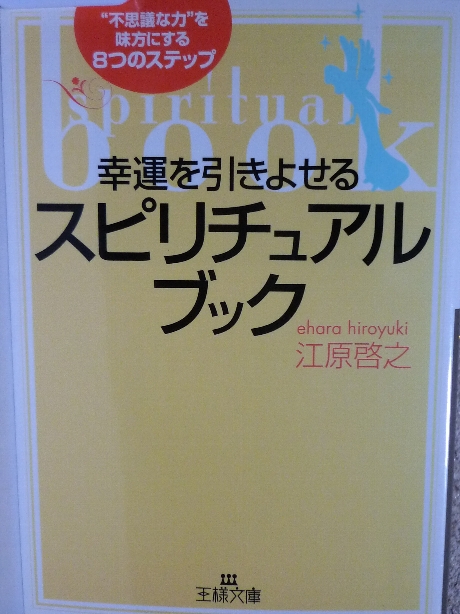 “不思議な力”を
味方にする
8つのステップ
spiritual
book
幸運を引きよせる
スピリチュアル
ブック
ehara hiroyuki
江原啓之
王様文庫